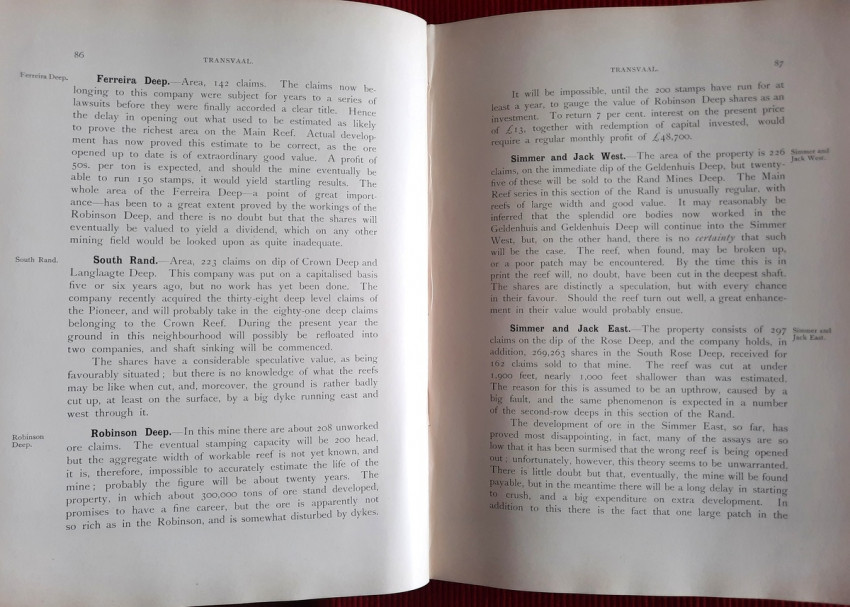 86
TRANSVAAL.
Ferreira Deep.
Ferreira Deep.—Area, 142 claims. The claims now be-
longing to this company were subject for years to a series of
lawsuits before they were finally accorded a clear title. Hence
the delay in opening out what used to be estimated as likely
to prove the richest area on the Main Reef. Actual develop-
ment has now proved this estimate to be correct, as the ore
opened up to date is of extraordinary good value. A profit of
50s. per ton is expected, and should the mine eventually be
able to run 150 stamps, it would yield startling results. The
whole area of the Ferreira Deep—a point of great import-
ance—has been to a great extent proved by the workings of the
Robinson Deep, and there is no doubt but that the shares will
eventually be valued to yield a dividend, which on any other
mining field would be looked upon as quite inadequate.
South Rand.
South Rand.—Area, 223 claims on dip of Crown Deep and
Langlaagte Deep. This company was put on a capitalised basis
five or six years ago, but no work has yet been done. The
company recently acquired the thirty-eight deep level claims of
the Pioneer, and will probably take in the eighty-one deep claims
belonging to the Crown Reef. During the present year the
ground in this neighbourhood will possibly be refloated into
two companies, and shaft sinking will be commenced.
The shares have a considerable speculative value, as being
favourably situated; but there is no knowledge of what the reefs
may be like when cut, and, moreover, the ground is rather badly
cut up, at least on the surface, by a big dyke running east and
west through it.
Robinson
Deep.
Robinson Deep.—In this mine there are about 208 unworked
ore claims. The eventual stamping capacity will be 200 head,
but the aggregate width of workable reef is not yet known, and
it is, therefore, impossible to accurately estimate the life of the
mine; probably the figure will be about twenty years. The
property, in which about 300,000 tons of ore stand developed,
promises to have a fine career, but the ore is apparently not
so rich as in the Robinson, and is somewhat disturbed by dykes.
TRANSVAAL.
87
It will be impossible, until the 200 stamps have run for at
least a year, to gauge the value of Robinson Deep shares as an
investment. To return 7 per cent. interest on the present price
of £13, together with redemption of capital invested, would
require a regular monthly profit of £48,700.
Simmer and Jack West.—The area of the property is 226
claims, on the immediate dip of the Geldenhuis Deep, but twenty-
five of these will be sold to the Rand Mines Deep. The Main
Reef series in this section of the Rand is unusually regular, with
reefs of large width and good value. It may reasonably be
inferred that the splendid ore bodies now worked in the
Geldenhuis and Geldenhuis Deep will continue into the Simmer
West, but, on the other hand, there is no certainty that such
will be the case. The reef, when found, may be broken up,
or a poor patch may be encountered. By the time this is in
print the reef will, no doubt, have been cut in the deepest shaft.
The shares are distinctly a speculation, but with every chance
in their favour. Should the reef turn out well, a great enhance-
ment in their value would probably ensue.
Simmer and
Jack West.
Simmer and Jack East.—The property consists of 297
claims on the dip of the Rose Deep, and the company holds, in
addition, 269,263 shares in the South Rose Deep, received for
162 claims sold to that mine. The reef was cut at under
1,900 feet, nearly 1,000 feet shallower than was estimated.
The reason for this is assumed to be an upthrow, caused by a
big fault, and the same phenomenon is expected in a number
of the second-row deeps in this section of the Rand.
Simmer and
Jack East.
The development of ore in the Simmer East, so far, has
proved most disappointing, in fact, many of the assays are so
low that it has been surmised that the wrong reef is being opened
out; unfortunately, however, this theory seems to be unwarranted.
There is little doubt but that, eventually, the mine will be found
payable, but in the meantime there will be a long delay in starting
to crush, and a big expenditure on extra development. In
addition to this there is the fact that one large patch in the